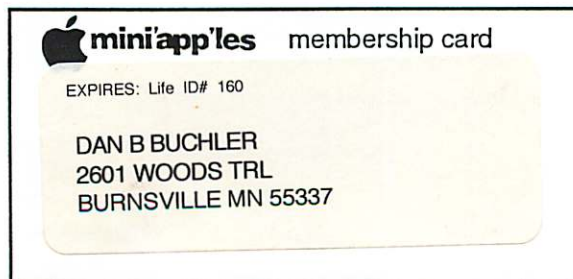 mini'app'les membership card
EXPIRES: Life ID# 160
DAN B BUCHLER
2601 WOODS TRL
BURNSVILLE MN 55337